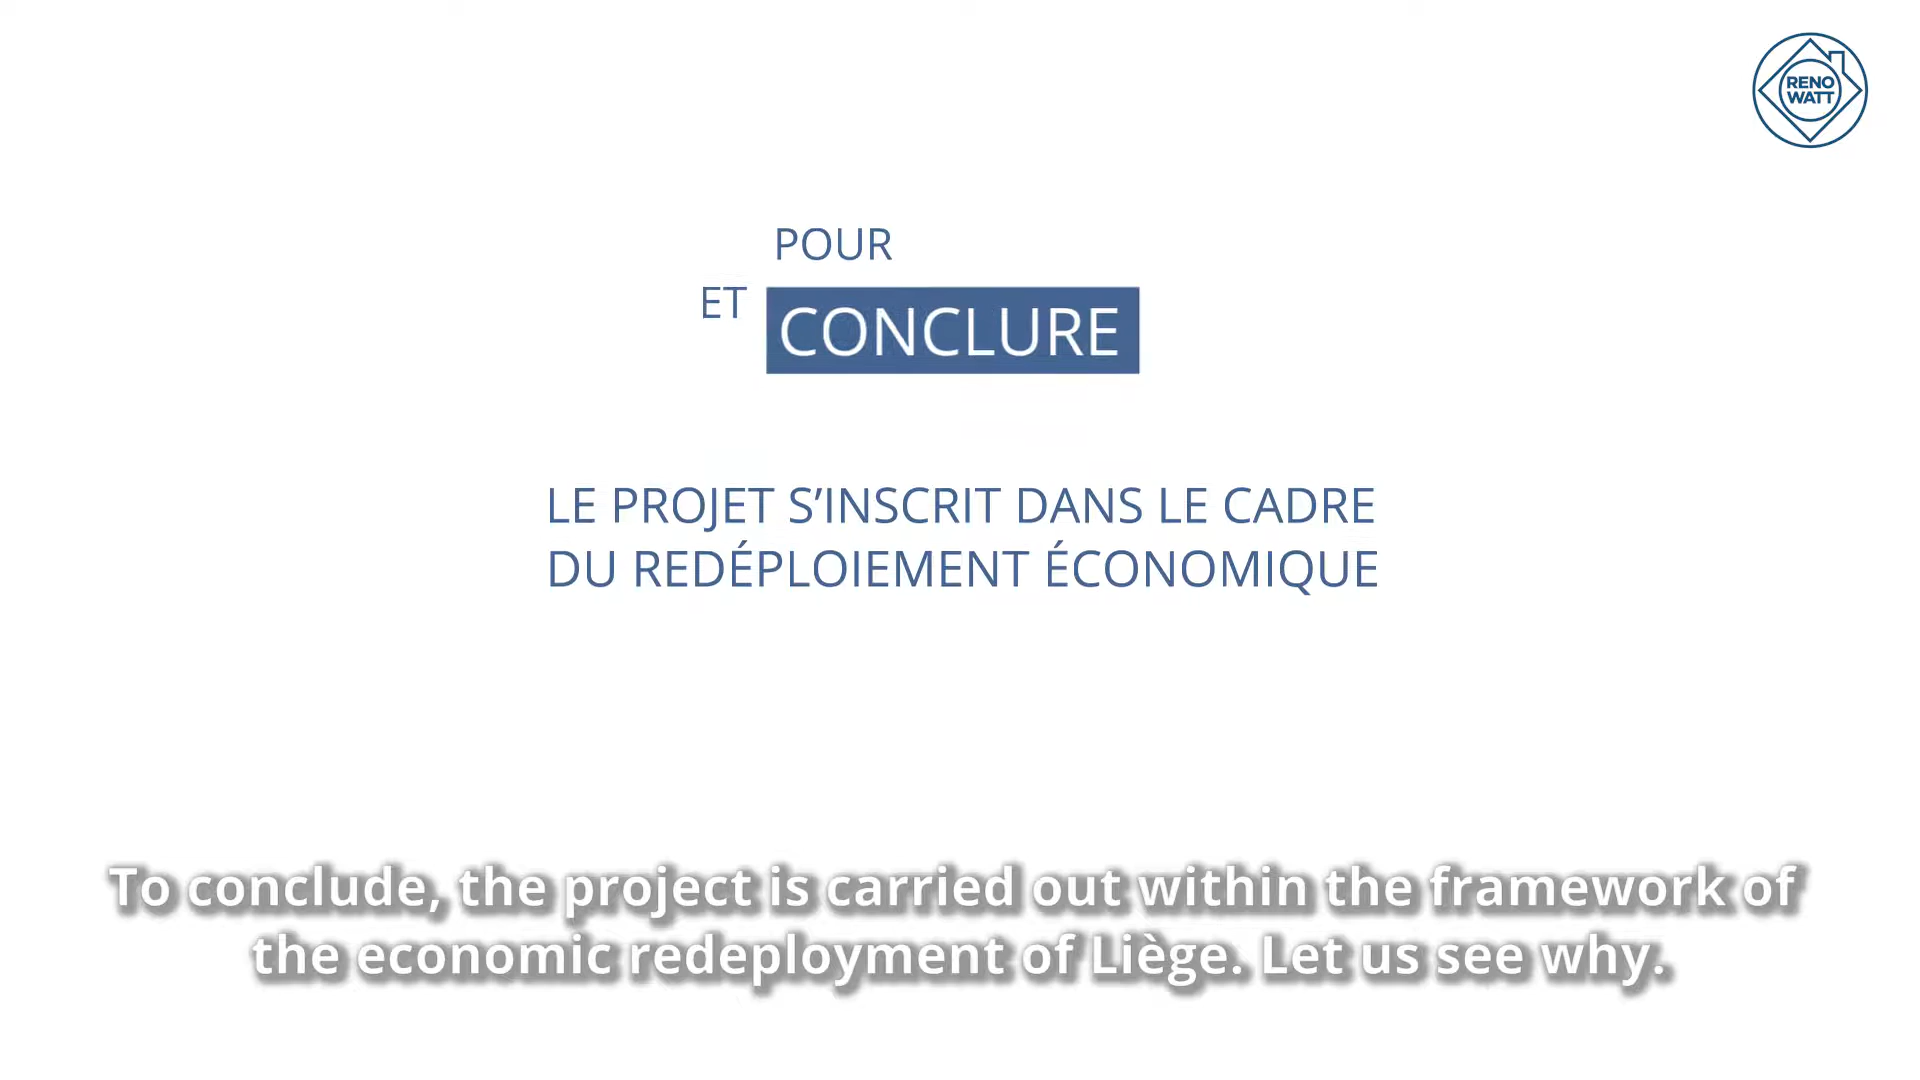 RENO
WATT
POUR
ET CONCLURE
LE PROJET S’INSCRIT DANS LE CADRE
DU REDÉPLOIEMENT ÉCONOMIQUE
To conclude, the project is carried out within the framework of
the economic redeployment of Liège. Let us see why.